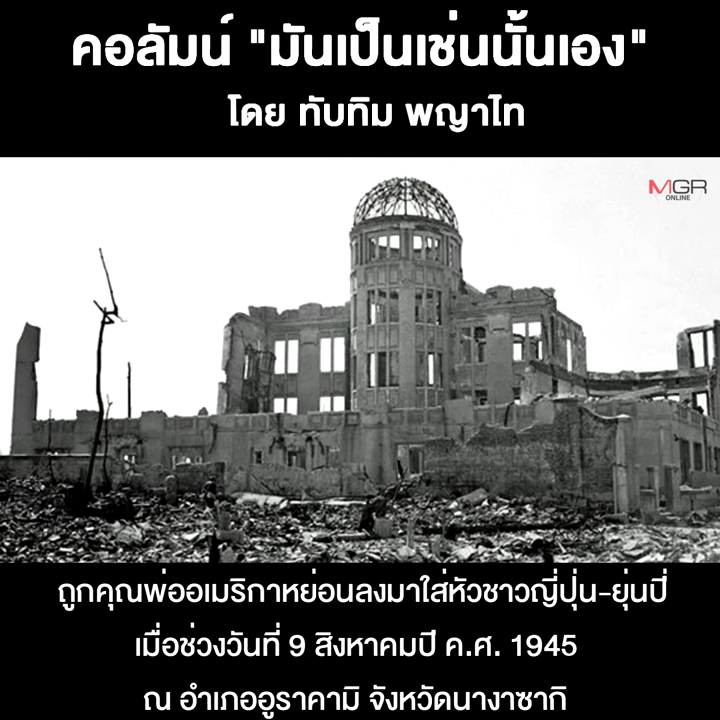 คอลัมน์ "มันเป็นเช่นนั้นเอง"
โดย ทับทิม พญาไท
MGR
ONLINE
ถูกคุณพ่ออเมริกาหย่อนลงมาใส่หัวชาวญี่ปุ่น-ยุ่นปี่
เมื่อช่วงวันที่ 9 สิงหาคมปี ค.ศ. 1945
ณ อำเภออูราคามิ จังหวัดนางาซากิ